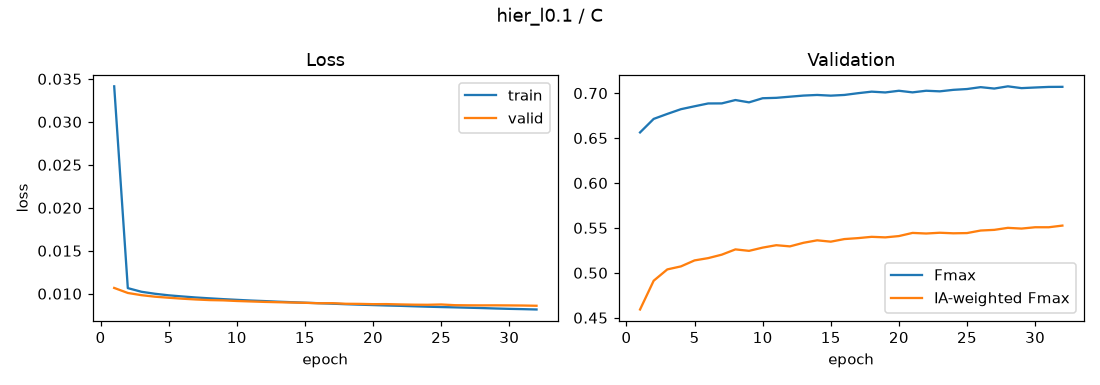 hier_l0.1 / C
Loss
0.035
0.030
0.025
0.020
0.015
0.010
0
5
10
15
20
25
30
epoch
loss
train
valid
Validation
0.70
0.65
0.60
0.55
0.50
0.45
0
5
10
15
20
25
30
epoch
Fmax
IA-weighted Fmax